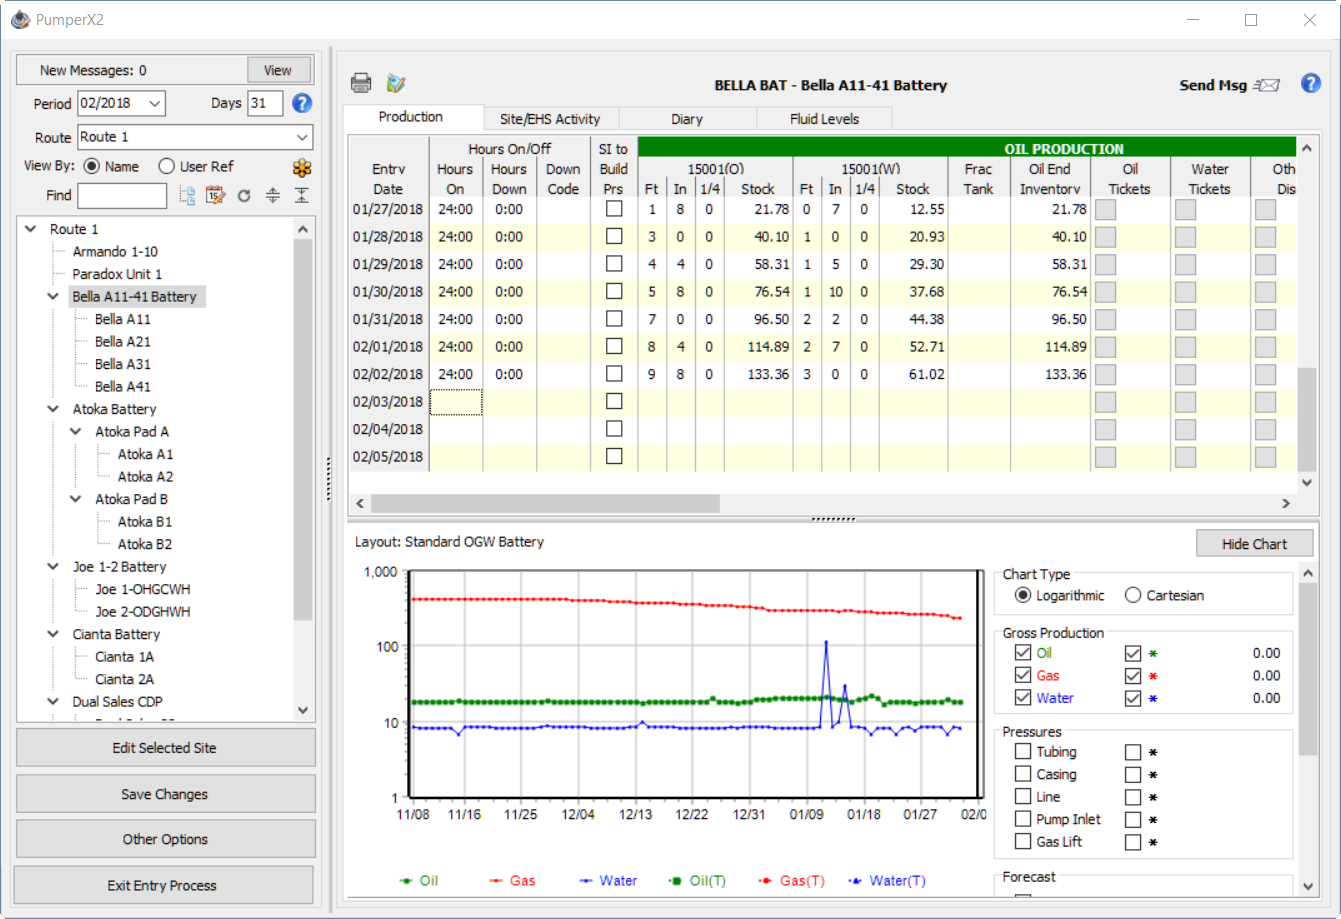 PumperX2
New Messages: 0 View
Period 02/2018 Days 31
Route Route 1
View By: Name User Ref
Find
Route 1
Armando 1-10
Paradox Unit 1
Bella A11-41 Battery
Bella A11
Bella A21
Bella A31
Bella A41
Atoka Battery
Atoka Pad A
Atoka A1
Atoka A2
Atoka Pad B
Atoka B1
Atoka B2
Joe 1-2 Battery
Joe 1-OHGCWH
Joe 2-ODGHWH
Cianta Battery
Cianta 1A
Cianta 2A
Dual Sales CDP
Edit Selected Site
Save Changes
Other Options
Exit Entry Process
BELLA BAT - Bella A11-41 Battery
Send Msg
Production Site/EHS Activity Diary Fluid Levels
Hours On/Off SI to OIL PRODUCTION
Entry Hours Hours Down Build 15001(O) 15001(W) Frac Oil End Oil Water Oth
Date On Down Code Prs Ft In 1/4 Stock Ft In 1/4 Stock Tank Inventory Tickets Tickets Dis
01/27/2018 24:00 0:00 1 8 0 21.78 0 7 0 12.55 21.78
01/28/2018 24:00 0:00 3 0 0 40.10 1 0 0 20.93 40.10
01/29/2018 24:00 0:00 4 4 0 58.31 1 5 0 29.30 58.31
01/30/2018 24:00 0:00 5 8 0 76.54 1 10 0 37.68 76.54
01/31/2018 24:00 0:00 7 0 0 96.50 2 2 0 44.38 96.50
02/01/2018 24:00 0:00 8 4 0 114.89 2 7 0 52.71 114.89
02/02/2018 24:00 0:00 9 8 0 133.36 3 0 0 61.02 133.36
02/03/2018
02/04/2018
02/05/2018
Layout: Standard OGW Battery
Hide Chart
1,000
100
10
1
11/08 11/16 11/25 12/04 12/13 12/22 12/31 01/09 01/18 01/27 02/0
Oil Gas Water Oil(T) Gas(T) Water(T)
Chart Type
Logarithmic Cartesian
Gross Production
Oil * 0.00
Gas * 0.00
Water * 0.00
Pressures
Tubing *
Casing *
Line *
Pump Inlet *
Gas Lift *
Forecast